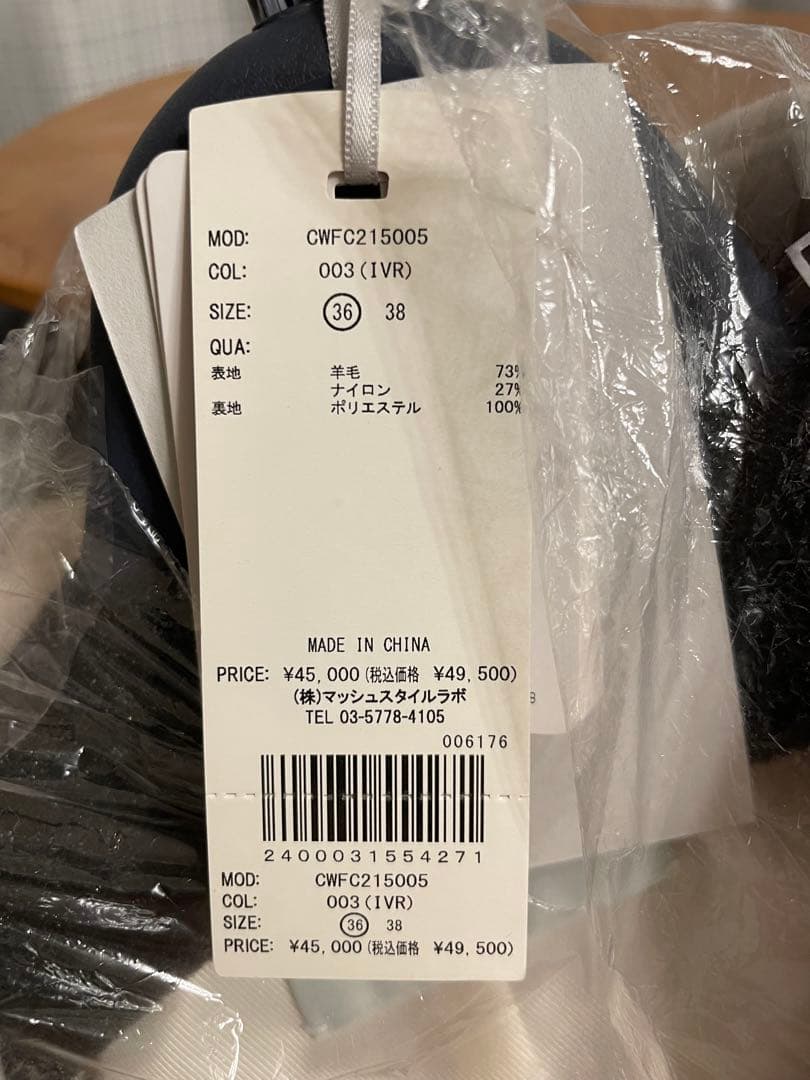 MOD: CWFC215005
COL: 003(IVR)
SIZE: 36 38
QUA:
表地 羊毛 73%
ナイロン 27%
裏地 ポリエステル 100%
MADE IN CHINA
PRICE: ¥45,000(税込価格 ¥49,500)
(株)マッシュスタイルラボ
TEL 03-5778-4105
006176
2400031554271
MOD: CWFC215005
COL: 003(IVR)
SIZE: 36 38
PRICE: ¥45,000(税込価格 ¥49,500)